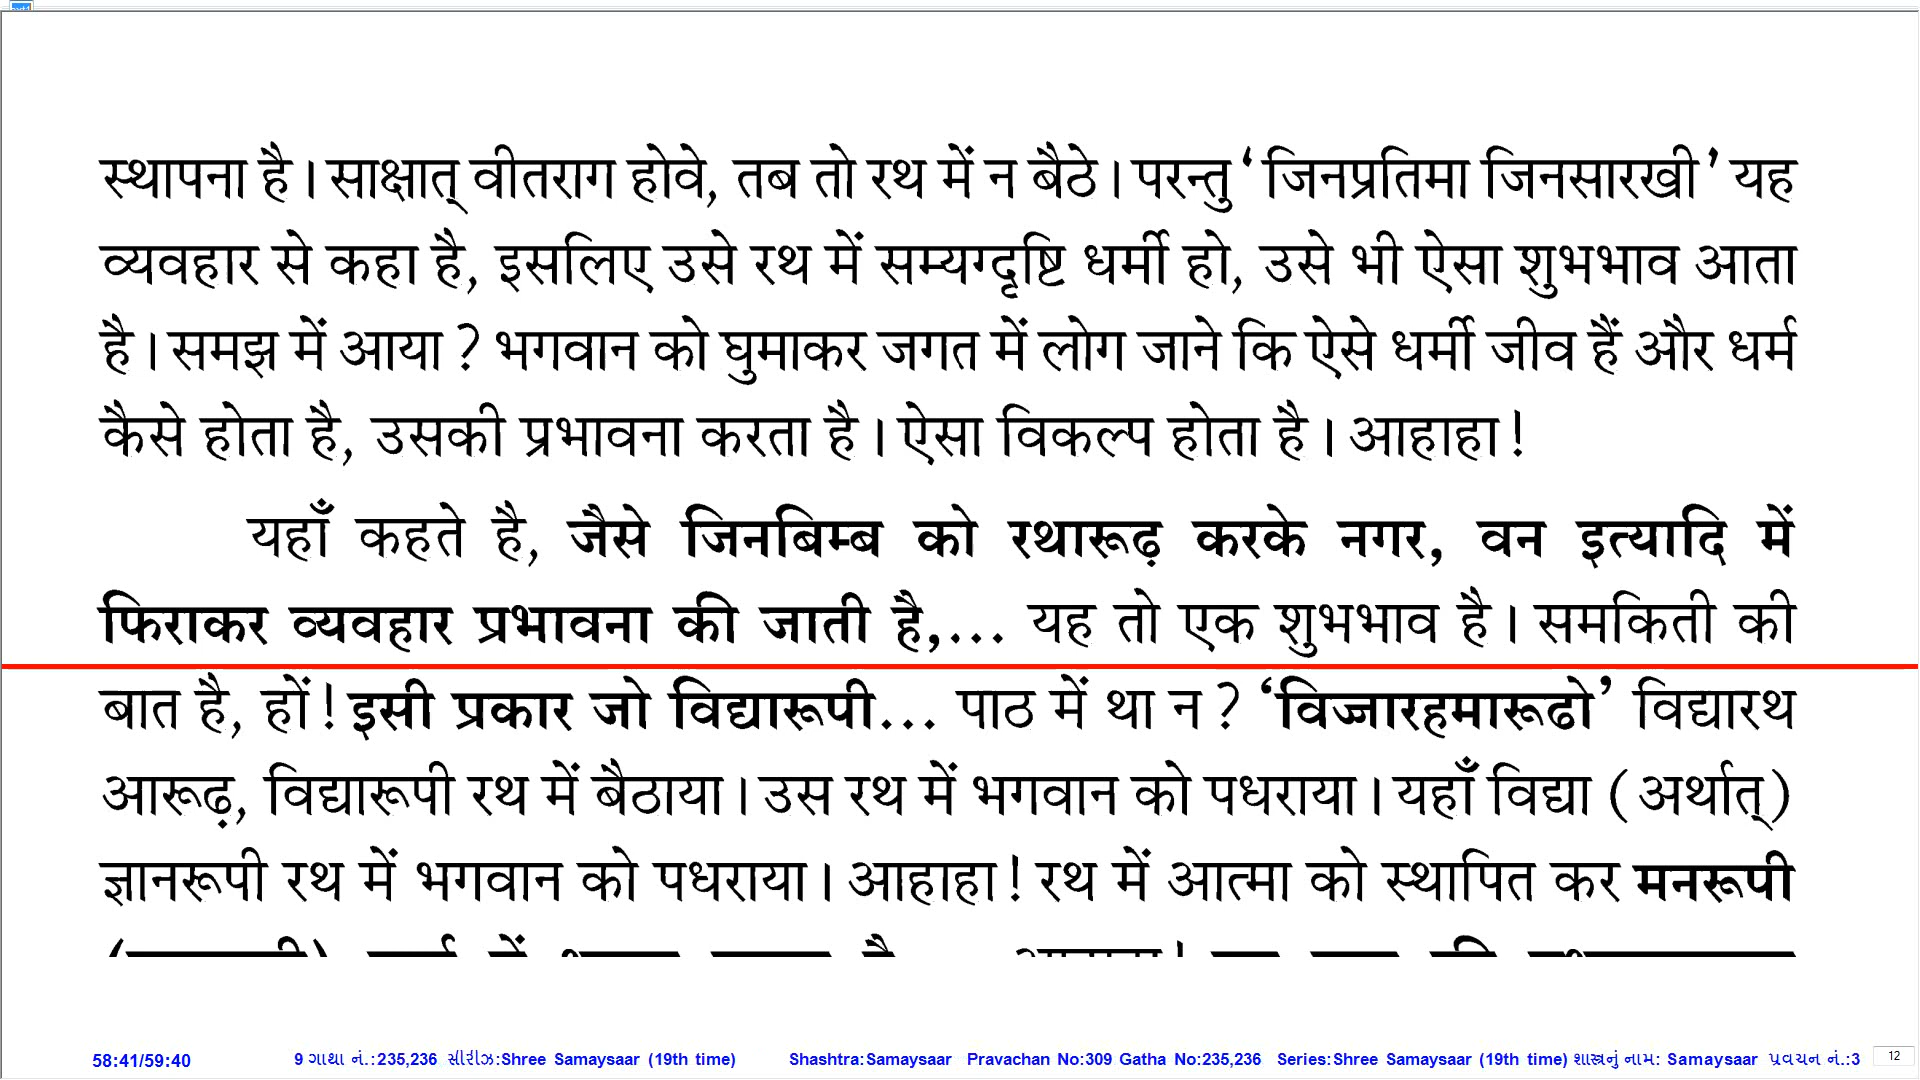 स्थापना है। साक्षात् वीतराग होवे, तब तो रथ में न बैठे। परन्तु ‘जिनप्रतिमा जिनसारखी’ यह
व्यवहार से कहा है, इसलिए उसे रथ में सम्यग्दृष्टि धर्मी हो, उसे भी ऐसा शुभभाव आता
है। समझ में आया ? भगवान को घुमाकर जगत में लोग जाने कि ऐसे धर्मी जीव हैं और धर्म
कैसे होता है, उसकी प्रभावना करता है। ऐसा विकल्प होता है। आहाहा!
यहाँ कहते है, जैसे जिनबिम्ब को रथारूढ़ करके नगर, वन इत्यादि में
फिराकर व्यवहार प्रभावना की जाती है,... यह तो एक शुभभाव है। समकिती की
बात है, हों! इसी प्रकार जो विद्यारूपी... पाठ में था न? ‘विज्जारहमारूढो’ विद्यारथ
आरूढ़, विद्यारूपी रथ में बैठाया। उस रथ में भगवान को पधराया। यहाँ विद्या (अर्थात्)
ज्ञानरूपी रथ में भगवान को पधराया। आहाहा! रथ में आत्मा को स्थापित कर मनरूपी
58:41/59:40 9 ગાથા નં.:235,236 સીરીઝ:Shree Samaysaar (19th time) Shashtra:Samaysaar Pravachan No:309 Gatha No:235,236 Series:Shree Samaysaar (19th time) શાસ્ત્રનું નામ: Samaysaar પ્રવચન નં.:3 12